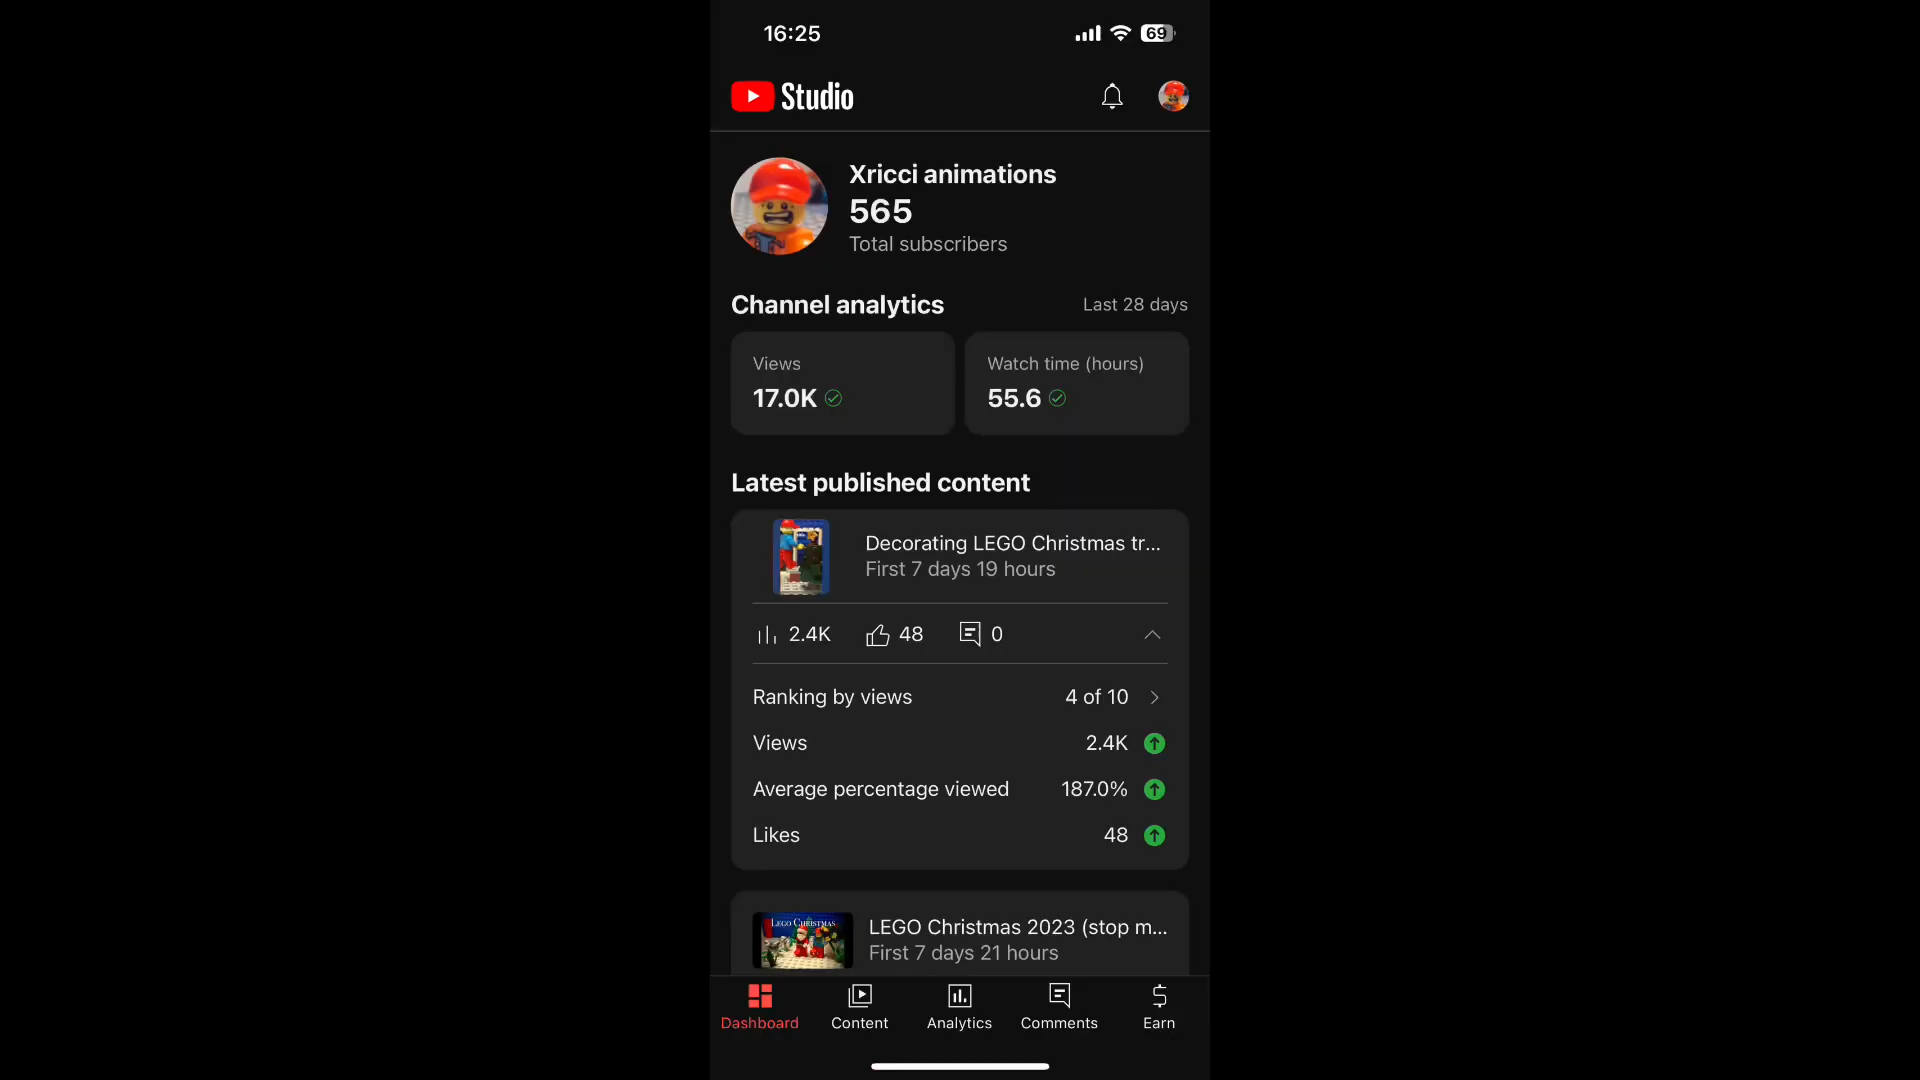 16:25
69
Studio
Xricci animations
565
Total subscribers
Channel analytics
Last 28 days
Views
17.0K
Watch time (hours)
55.6
Latest published content
Decorating LEGO Christmas tr...
First 7 days 19 hours
2.4K
48
0
Ranking by views
4 of 10
Views
2.4K
Average percentage viewed
187.0%
Likes
48
LEGO CHRISTMAS
LEGO Christmas 2023 (stop m...
First 7 days 21 hours
Dashboard
Content
Analytics
Comments
Earn